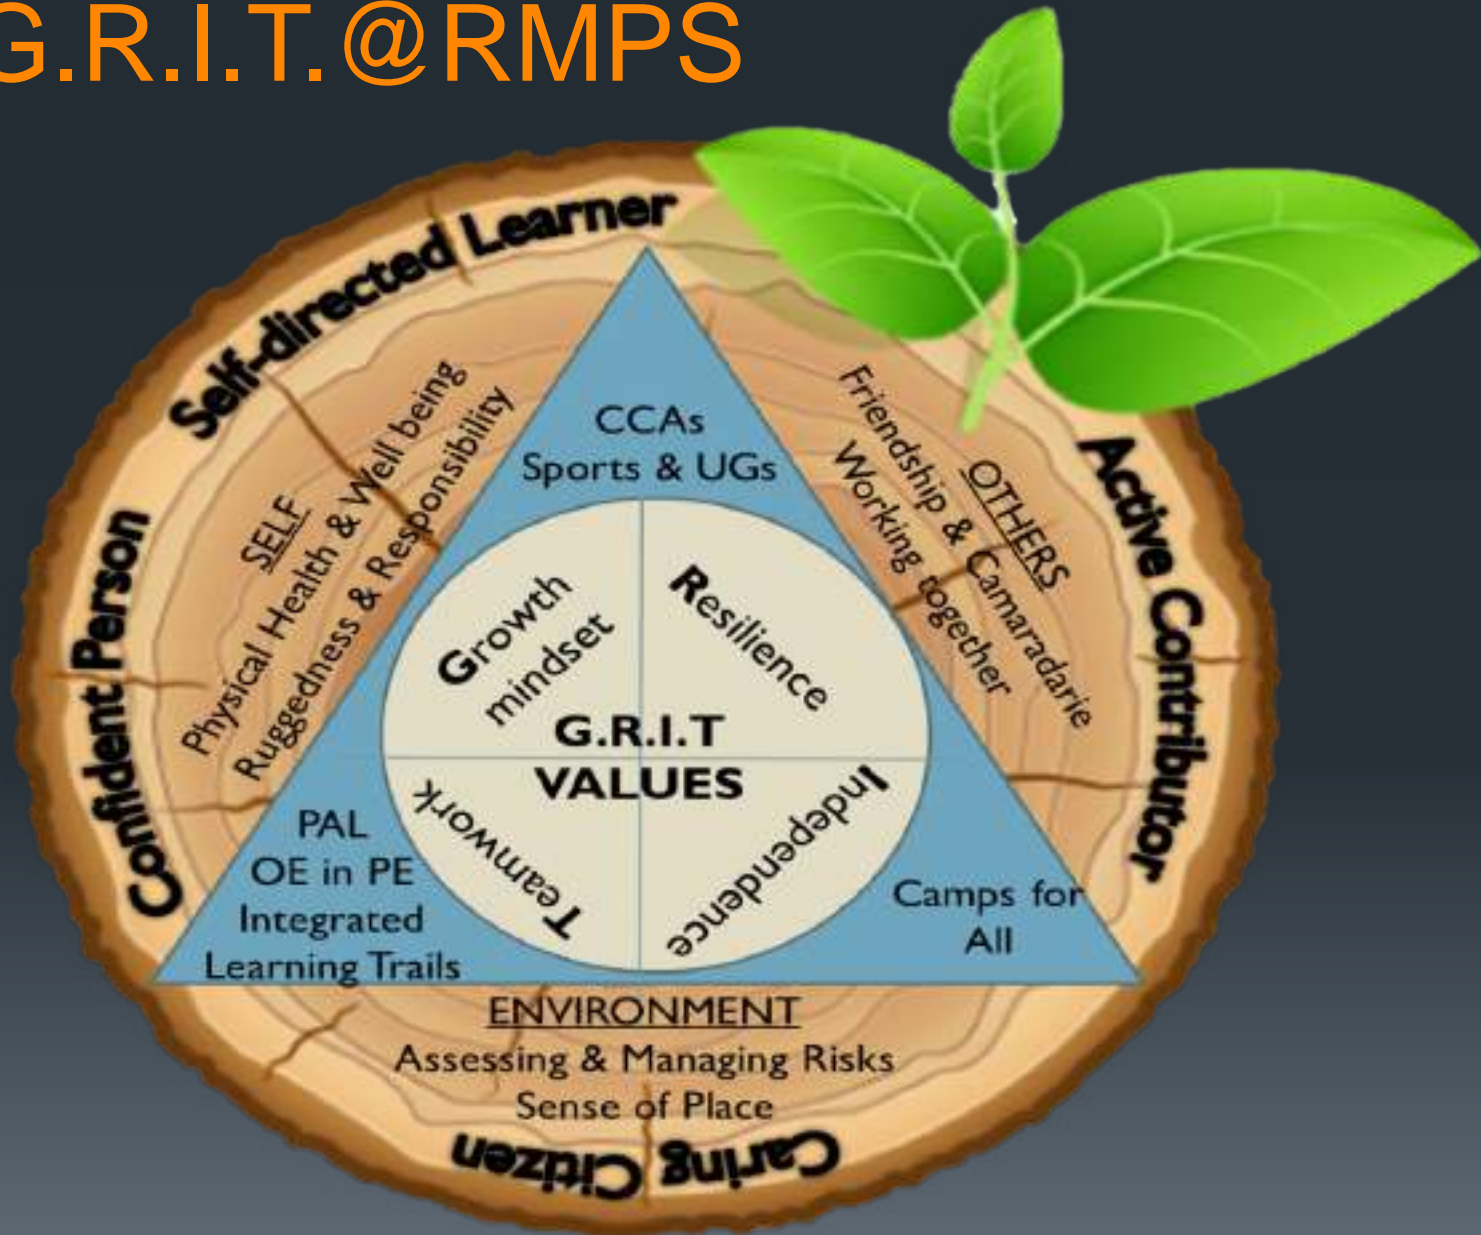 G.R.I.T.@RMPS
Self-directed Learner
Confident Person
Active Contributor
Caring Citizen
SELF
Physical Health & Well being
Ruggedness & Responsibility
OTHERS
Friendship & Camaradarie
Working together
CCAs
Sports & UGs
Growth
mindset
Resilience
G.R.I.T
VALUES
Teamwork
Independence
PAL
OE in PE
Integrated
Learning Trails
Camps for
All
ENVIRONMENT
Assessing & Managing Risks
Sense of Place